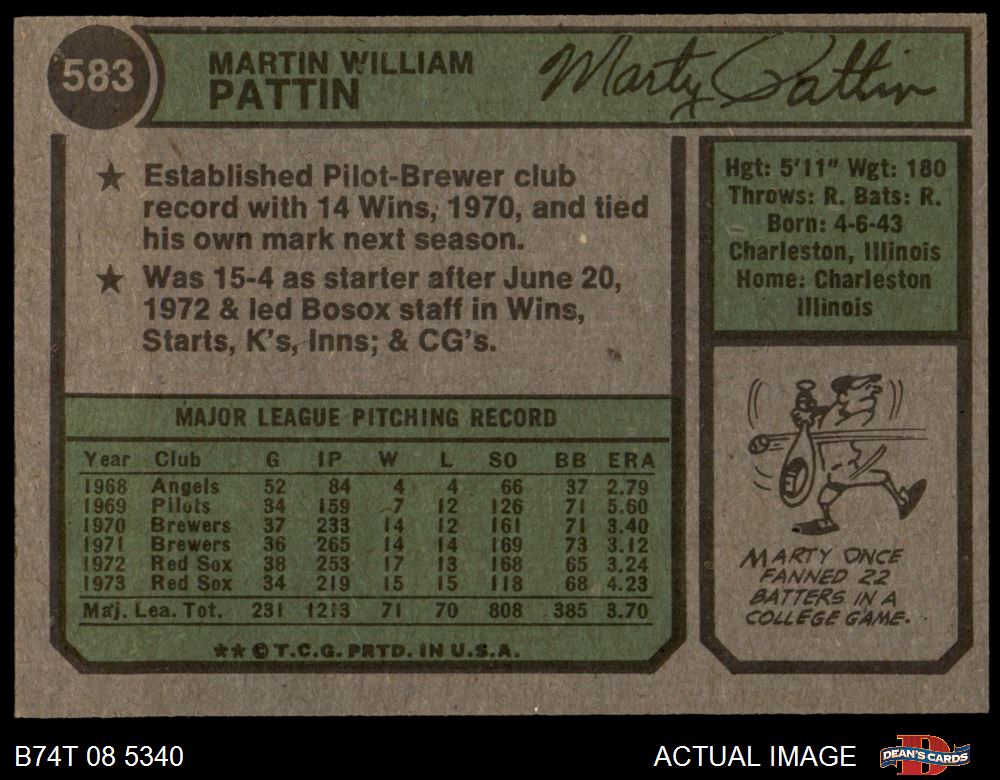 583
MARTIN WILLIAM
PATTIN
Marty Pattin
★ Established Pilot-Brewer club
record with 14 Wins, 1970, and tied
his own mark next season.
★ Was 15-4 as starter after June 20,
1972 & led Bosox staff in Wins,
Starts, K's, Inns; & CG's.
Hgt: 5'11" Wgt: 180
Throws: R. Bats: R.
Born: 4-6-43
Charleston, Illinois
Home: Charleston
Illinois
MAJOR LEAGUE PITCHING RECORD
Year Club G IP W L SO BB ERA
1968 Angels 52 84 4 4 66 37 2.79
1969 Pilots 34 159 7 12 126 71 5.60
1970 Brewers 37 233 14 12 161 71 3.40
1971 Brewers 36 265 14 14 169 73 3.12
1972 Red Sox 38 253 17 13 168 65 3.24
1973 Red Sox 34 219 15 15 118 68 4.23
Maj. Lea. Tot. 231 1213 71 70 808 385 3.70
** © T.C.G. PRTD. IN U.S.A.
MARTY ONCE
FANNED 22
BATTERS IN A
COLLEGE GAME.
B74T 08 5340
ACTUAL IMAGE
DEAN'S CARDS